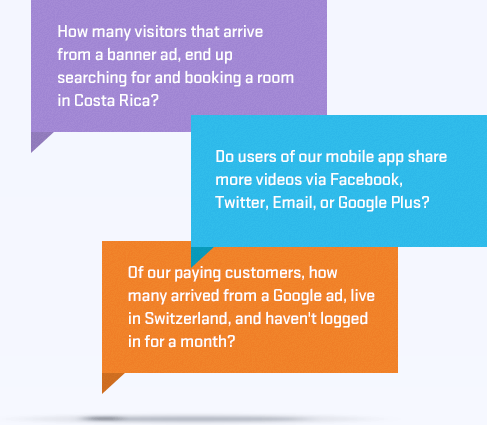 How many visitors that arrive
from a banner ad, end up
searching for and booking a room
in Costa Rica?
Do users of our mobile app share
more videos via Facebook,
Twitter, Email, or Google Plus?
Of our paying customers, how
many arrived from a Google ad, live
in Switzerland, and haven't logged
in for a month?